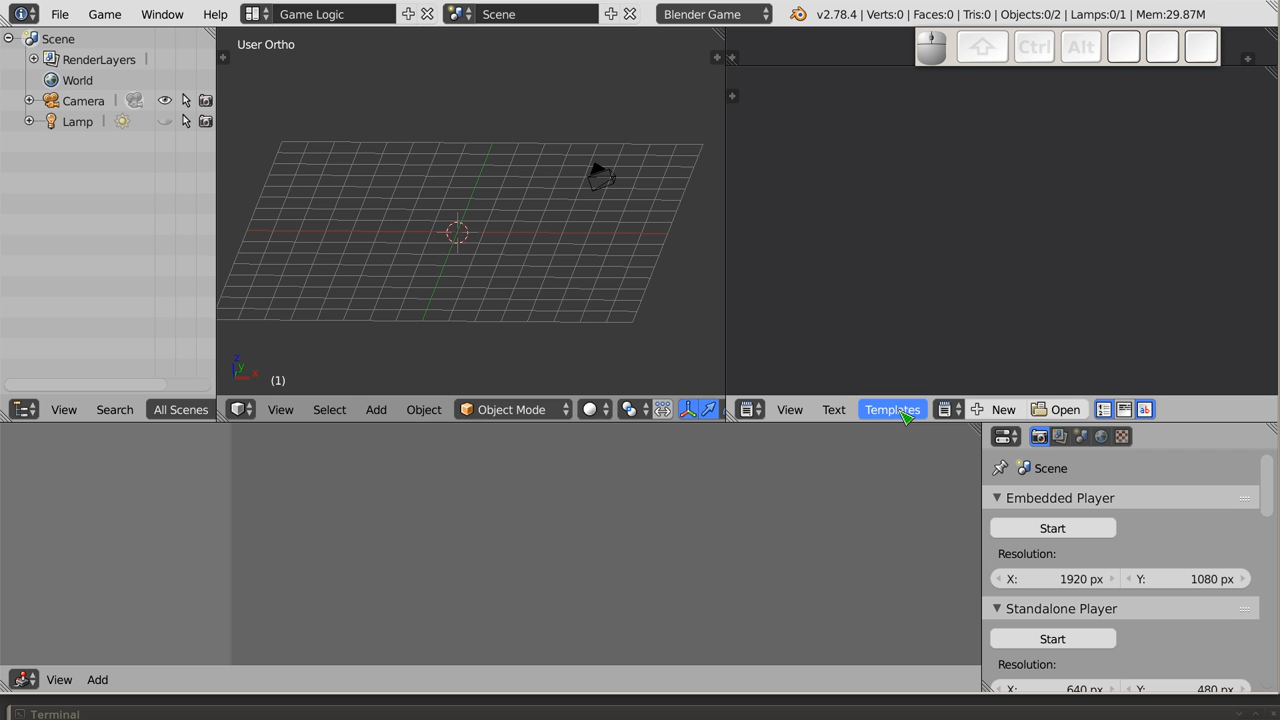 File Game Window Help Game Logic Scene Blender Game v2.78.4 | Verts:0 | Faces:0 | Tris:0 | Objects:0/2 | Lamps:0/1 | Mem:29.87M
Scene
RenderLayers
World
Camera
Lamp
View Search All Scenes
User Ortho
z
y
x
(1)
View Select Add Object Object Mode
Ctrl Alt
View Text Templates New Open
Scene
Embedded Player
Start
Resolution:
X: 1920 px Y: 1080 px
Standalone Player
Start
Resolution:
X: 640 px Y: 480 px
View Add
Terminal